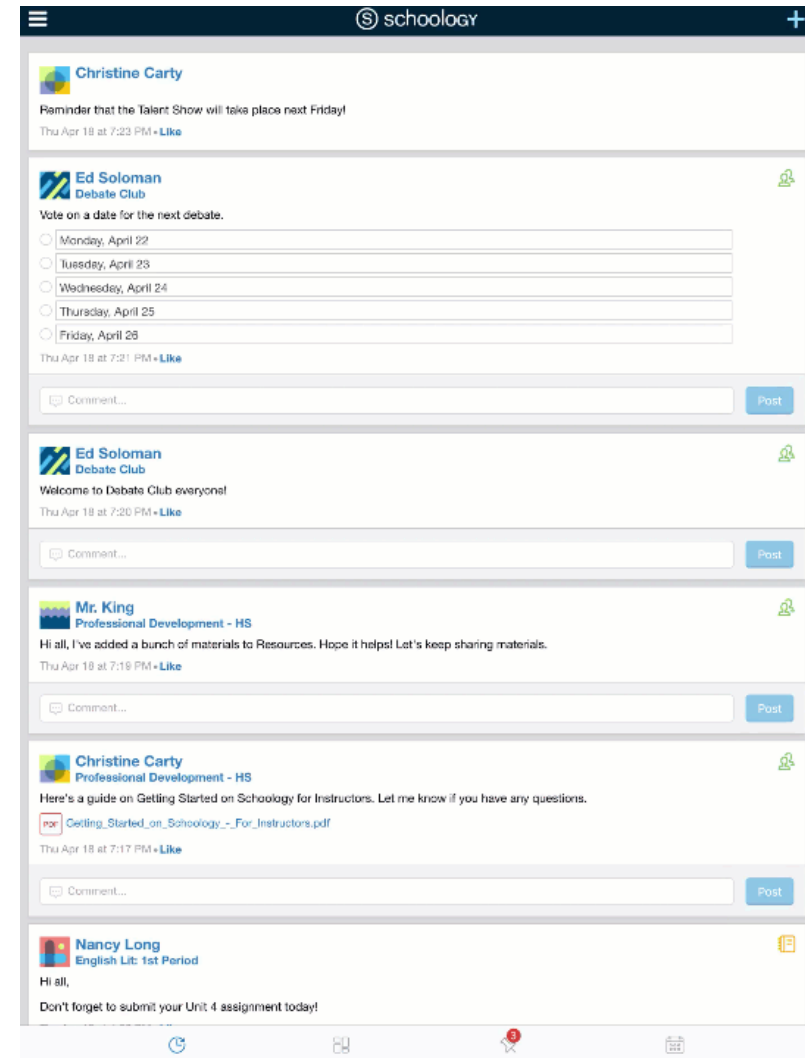 schoology
Christine Carty
Reminder that the Talent Show will take place next Friday!
Thu Apr 18 at 7:23 PM • Like
Ed Soloman
Debate Club
Vote on a date for the next debate.
Monday, April 22
Tuesday, April 23
Wednesday, April 24
Thursday, April 25
Friday, April 26
Thu Apr 18 at 7:21 PM • Like
Comment... Post
Ed Soloman
Debate Club
Welcome to Debate Club everyone!
Thu Apr 18 at 7:20 PM • Like
Comment... Post
Mr. King
Professional Development - HS
Hi all, I've added a bunch of materials to Resources. Hope it helps! Let's keep sharing materials.
Thu Apr 18 at 7:19 PM • Like
Comment... Post
Christine Carty
Professional Development - HS
Here's a guide on Getting Started on Schoology for Instructors. Let me know if you have any questions.
PDF Getting_Started_on_Schoology_-_For_Instructors.pdf
Thu Apr 18 at 7:17 PM • Like
Comment... Post
Nancy Long
English Lit: 1st Period
Hi all,
Don't forget to submit your Unit 4 assignment today!
3